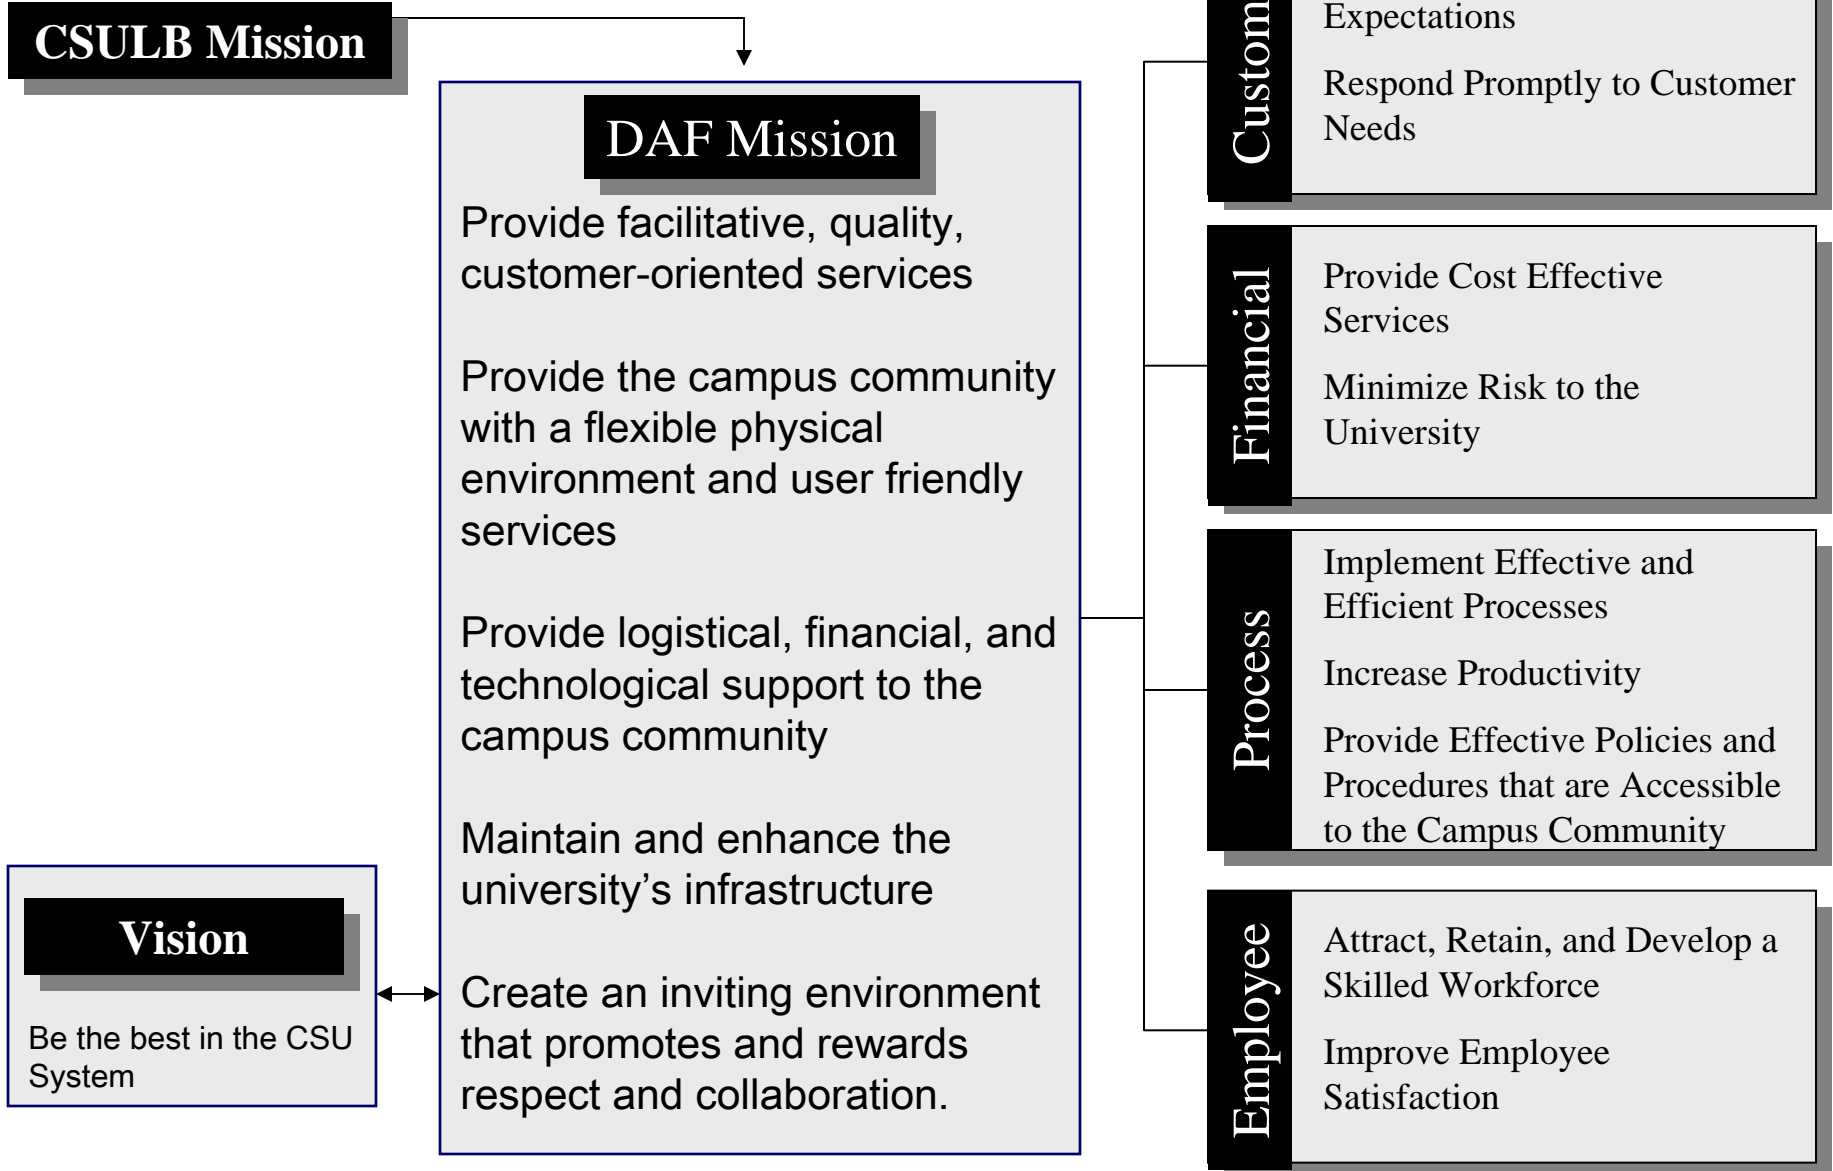 CSULB Mission
DAF Mission
Provide facilitative, quality,
customer-oriented services
Provide the campus community
with a flexible physical
environment and user friendly
services
Provide logistical, financial, and
technological support to the
campus community
Maintain and enhance the
university’s infrastructure
Create an inviting environment
that promotes and rewards
respect and collaboration.
Vision
Be the best in the CSU
System
Custom
Expectations
Respond Promptly to Customer
Needs
Financial
Provide Cost Effective
Services
Minimize Risk to the
University
Process
Implement Effective and
Efficient Processes
Increase Productivity
Provide Effective Policies and
Procedures that are Accessible
to the Campus Community
Employee
Attract, Retain, and Develop a
Skilled Workforce
Improve Employee
Satisfaction